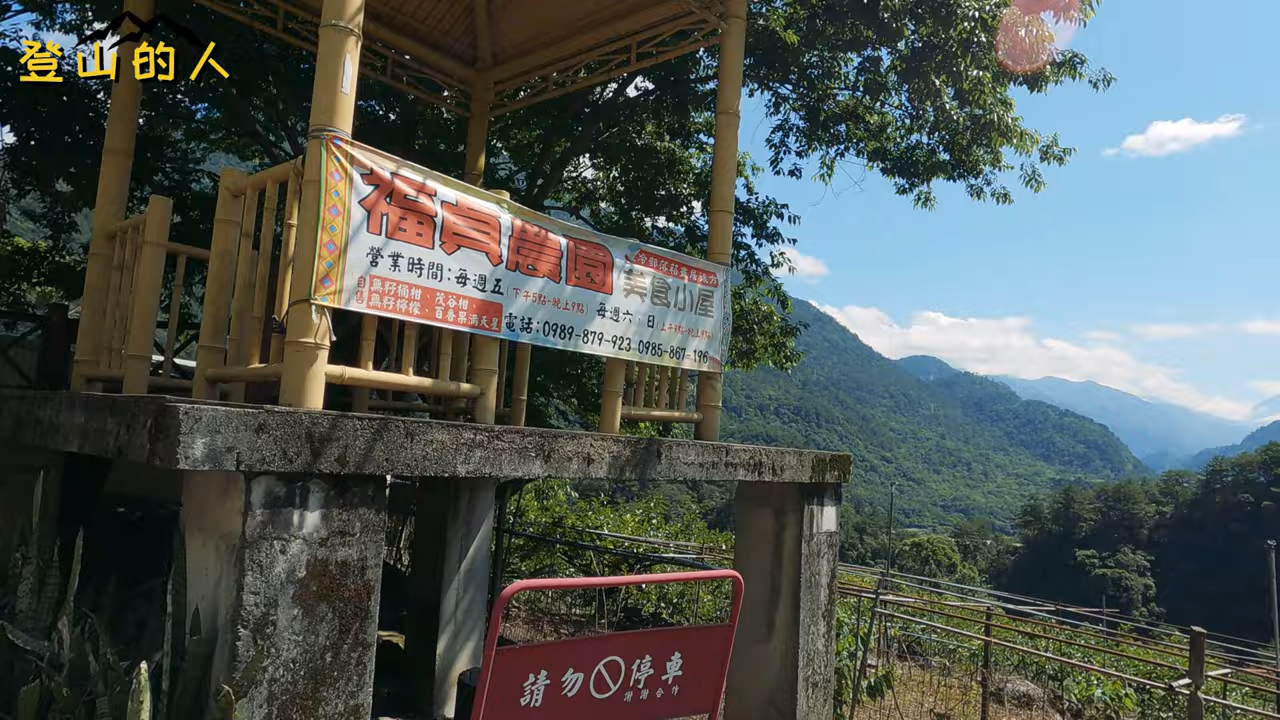 登山的人
福貞農園
美食小屋
營業時間:每週五(下午5點~晚上9點)每週六、日
自售
無籽桶柑、茂谷柑、
無籽檸檬、百香果滿天星
電話:0989-879-923 0985-867-196
請勿停車
謝謝合作